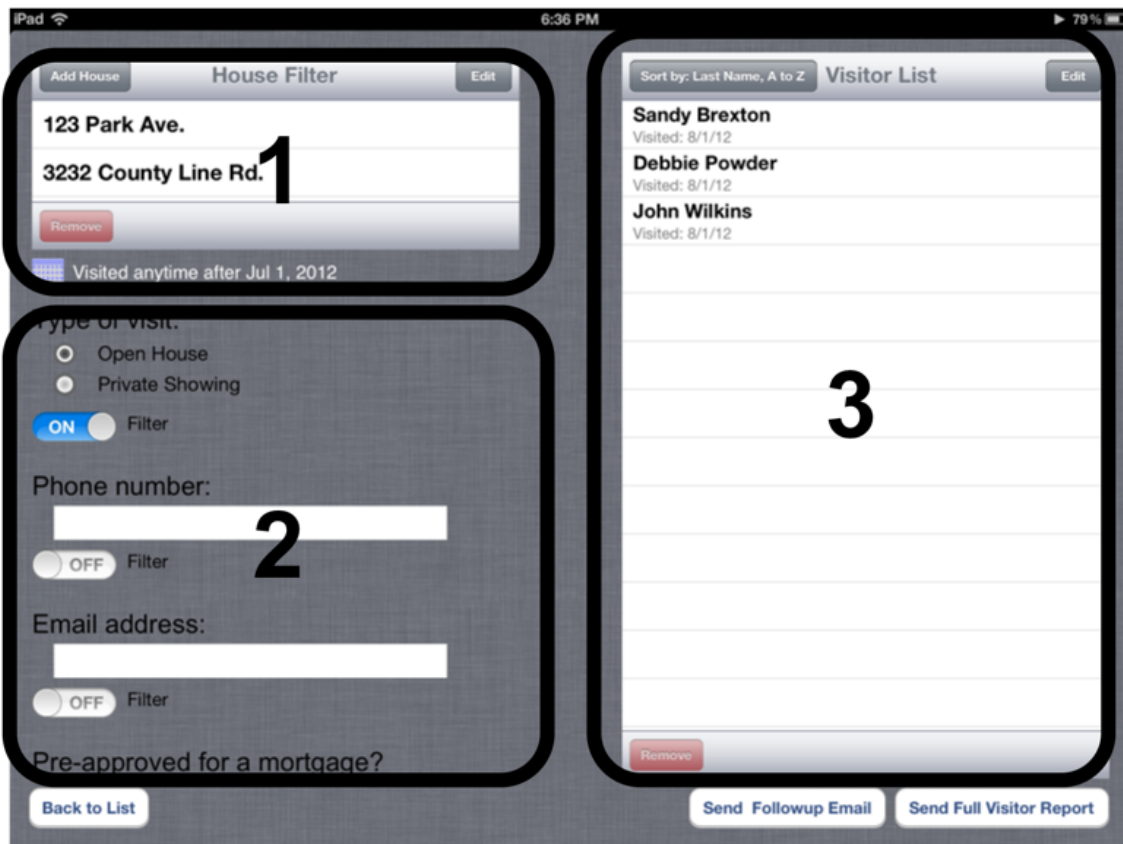 iPad 6:36 PM 79%
Add House House Filter Edit
123 Park Ave.
3232 County Line Rd.
1
Remove
Visited anytime after Jul 1, 2012
Type of visit:
Open House
Private Showing
ON Filter
Phone number:
2
OFF Filter
Email address:
OFF Filter
Pre-approved for a mortgage?
Back to List
Sort by: Last Name, A to Z Visitor List Edit
Sandy Brexton
Visited: 8/1/12
Debbie Powder
Visited: 8/1/12
John Wilkins
Visited: 8/1/12
3
Remove
Send Followup Email Send Full Visitor Report